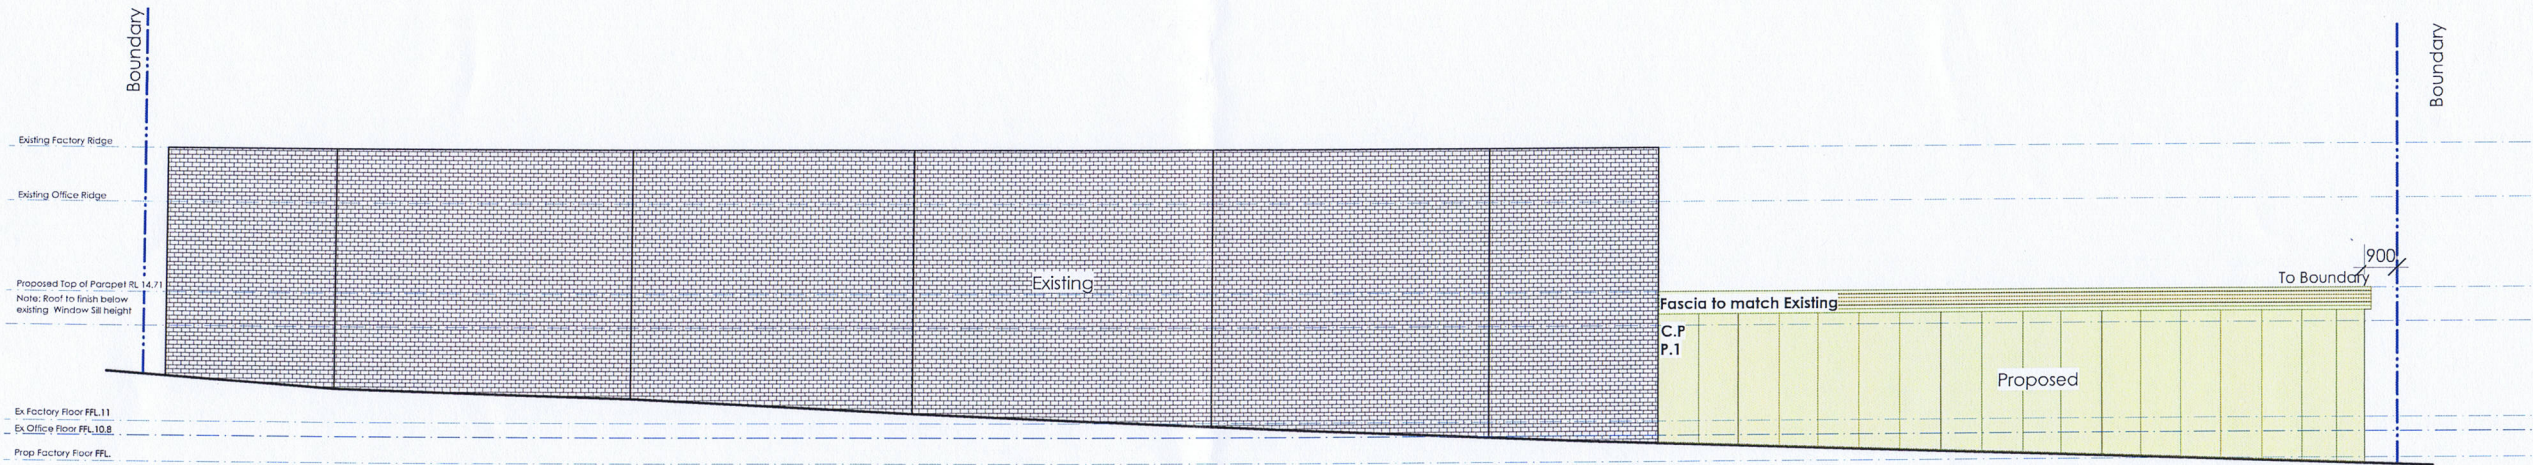 Boundary
Boundary
Existing Factory Ridge
Existing Office Ridge
900
To Boundary
Proposed Top of Parapet RL 14.71
Note: Roof to finish below
existing Window Sill height
Existing
Fascia to match Existing
C.P
P.1
Proposed
Ex Factory Floor FFL.11
Ex Office Floor FFL.10.8
Prop Factory Floor FFL.